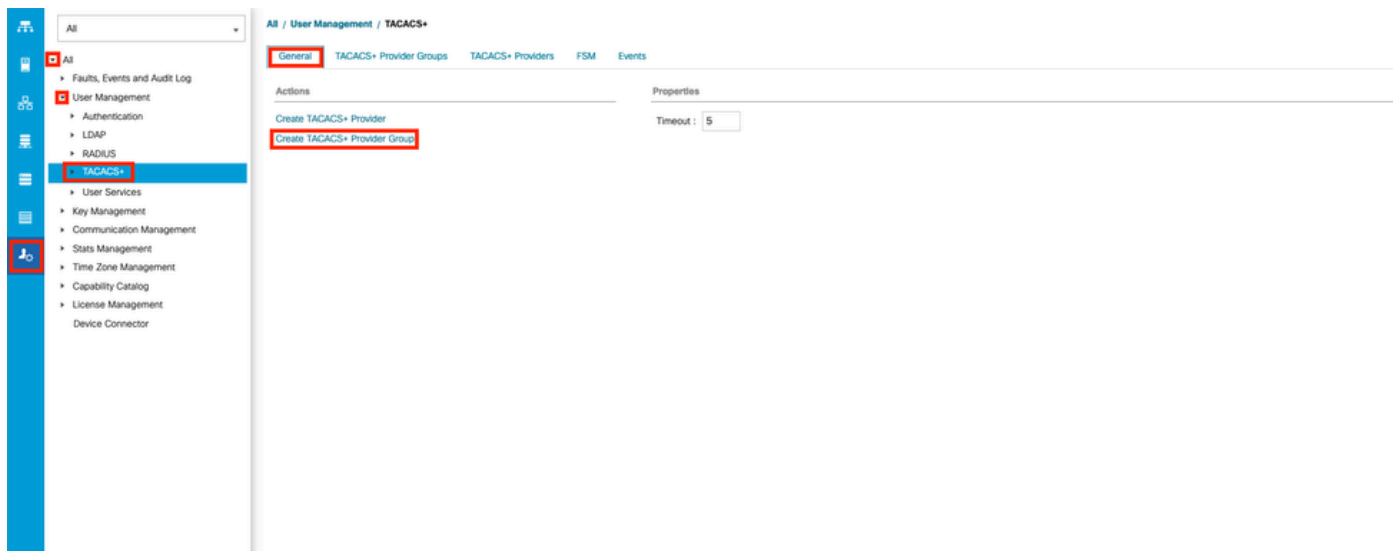 All
All
Faults, Events and Audit Log
User Management
Authentication
LDAP
RADIUS
TACACS+
User Services
Key Management
Communication Management
Stats Management
Time Zone Management
Capability Catalog
License Management
Device Connector
All / User Management / TACACS+
General TACACS+ Provider Groups TACACS+ Providers FSM Events
Actions
Create TACACS+ Provider
Create TACACS+ Provider Group
Properties
Timeout : 5